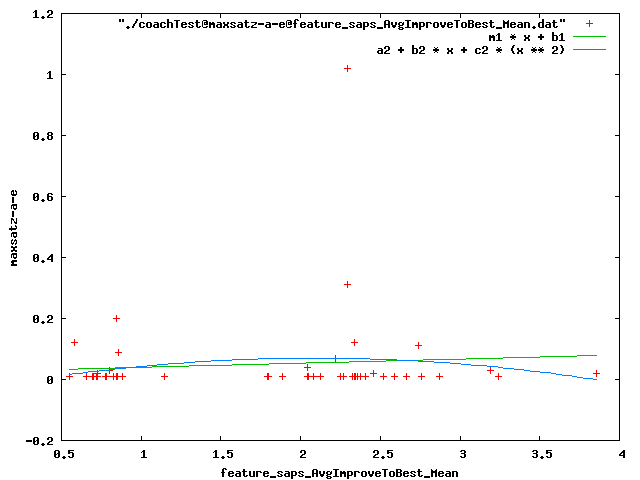 "./coachTest@maxsatz-a-e@feature_saps_AvgImproveToBest_Mean.dat"
m1 * x + b1
a2 + b2 * x + c2 * (x ** 2)
1.2
1
0.8
0.6
0.4
0.2
0
-0.2
maxsatz-a-e
0.5 1 1.5 2 2.5 3 3.5 4
feature_saps_AvgImproveToBest_Mean